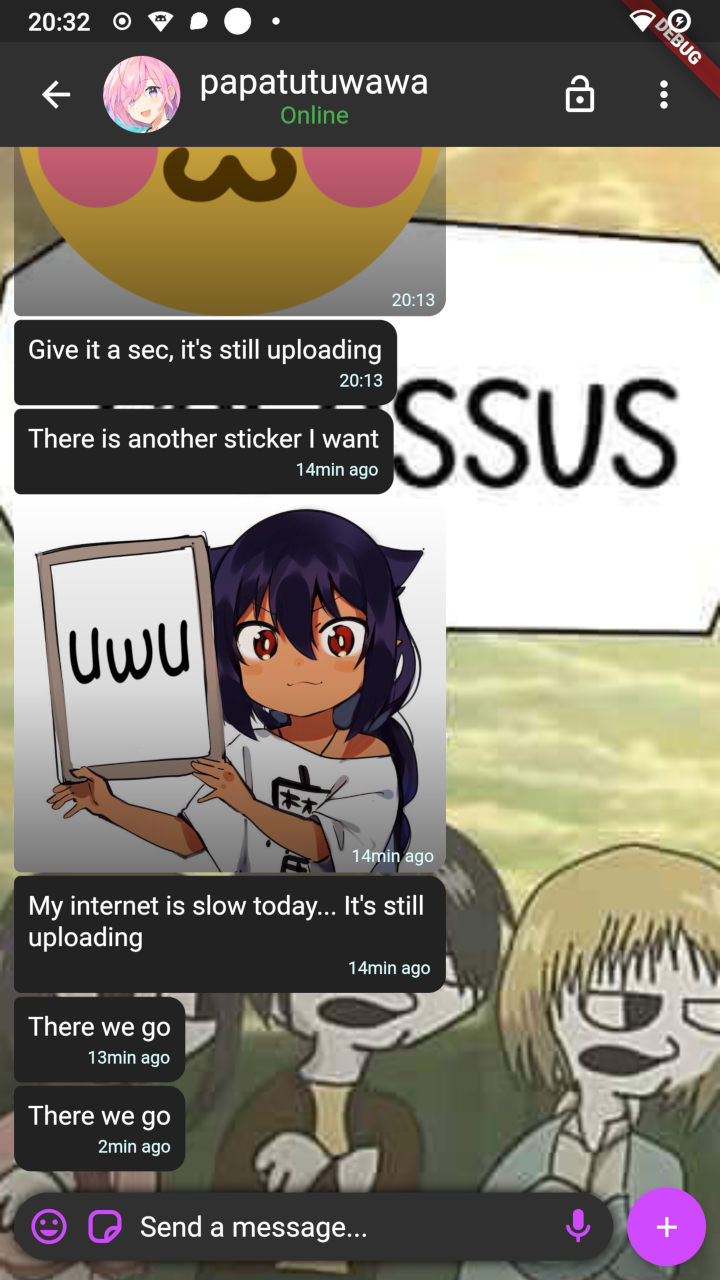 20:32
DEBUG
papatutuwawa
Online
20:13
Give it a sec, it's still uploading
20:13
SSUS
There is another sticker I want
14min ago
uwu
14min ago
My internet is slow today... It's still
uploading
14min ago
There we go
13min ago
There we go
2min ago
Send a message...